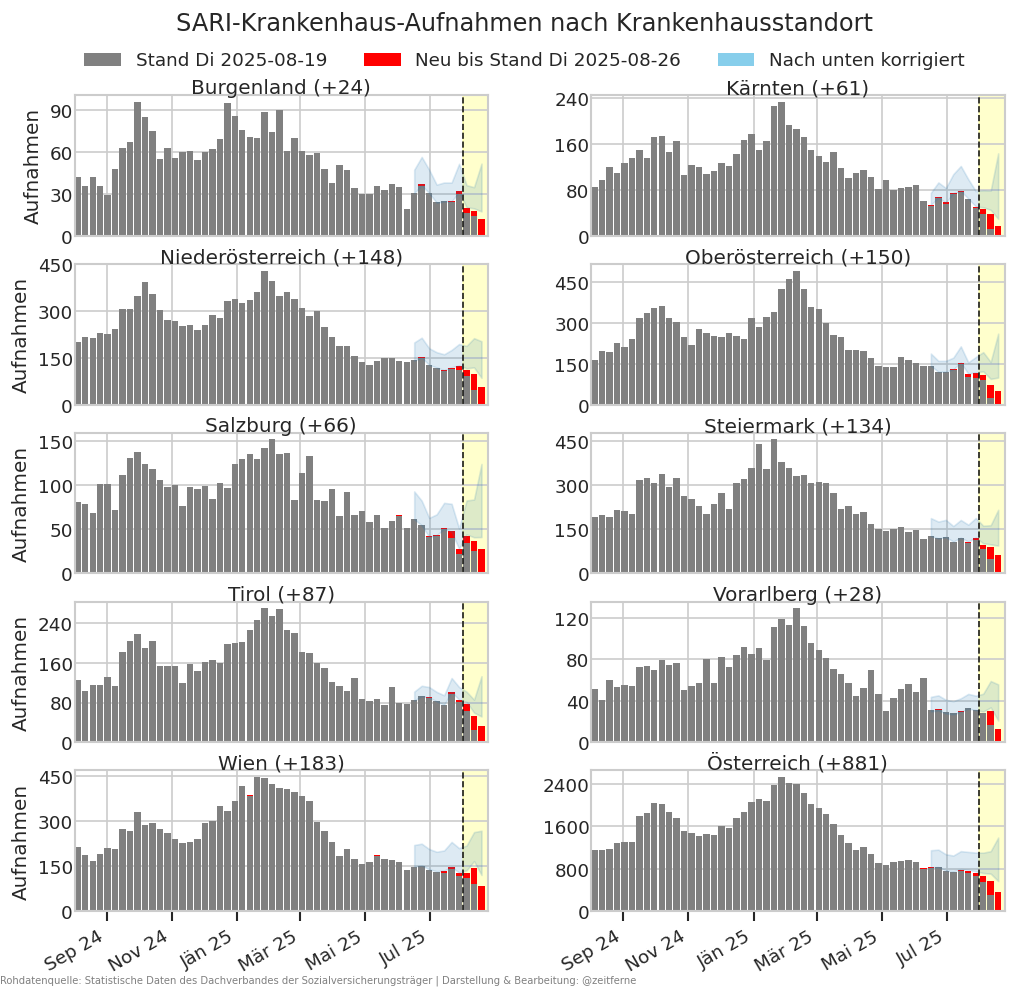 SARI-Krankenhaus-Aufnahmen nach Krankenhausstandort
Stand Di 2025-08-19 Neu bis Stand Di 2025-08-26 Nach unten korrigiert
Burgenland (+24) Kärnten (+61)
Aufnahmen
90
60
30
0
240
160
80
0
Niederösterreich (+148) Oberösterreich (+150)
Aufnahmen
450
300
150
0
450
300
150
0
Salzburg (+66) Steiermark (+134)
Aufnahmen
150
100
50
0
450
300
150
0
Tirol (+87) Vorarlberg (+28)
Aufnahmen
240
160
80
0
120
80
40
0
Wien (+183) Österreich (+881)
Aufnahmen
450
300
150
0
2400
1600
800
0
Sep 24 Nov 24 Jän 25 Mär 25 Mai 25 Jul 25 Sep 24 Nov 24 Jän 25 Mär 25 Mai 25 Jul 25
Rohdatenquelle: Statistische Daten des Dachverbandes der Sozialversicherungsträger | Darstellung & Bearbeitung: @zeitferne